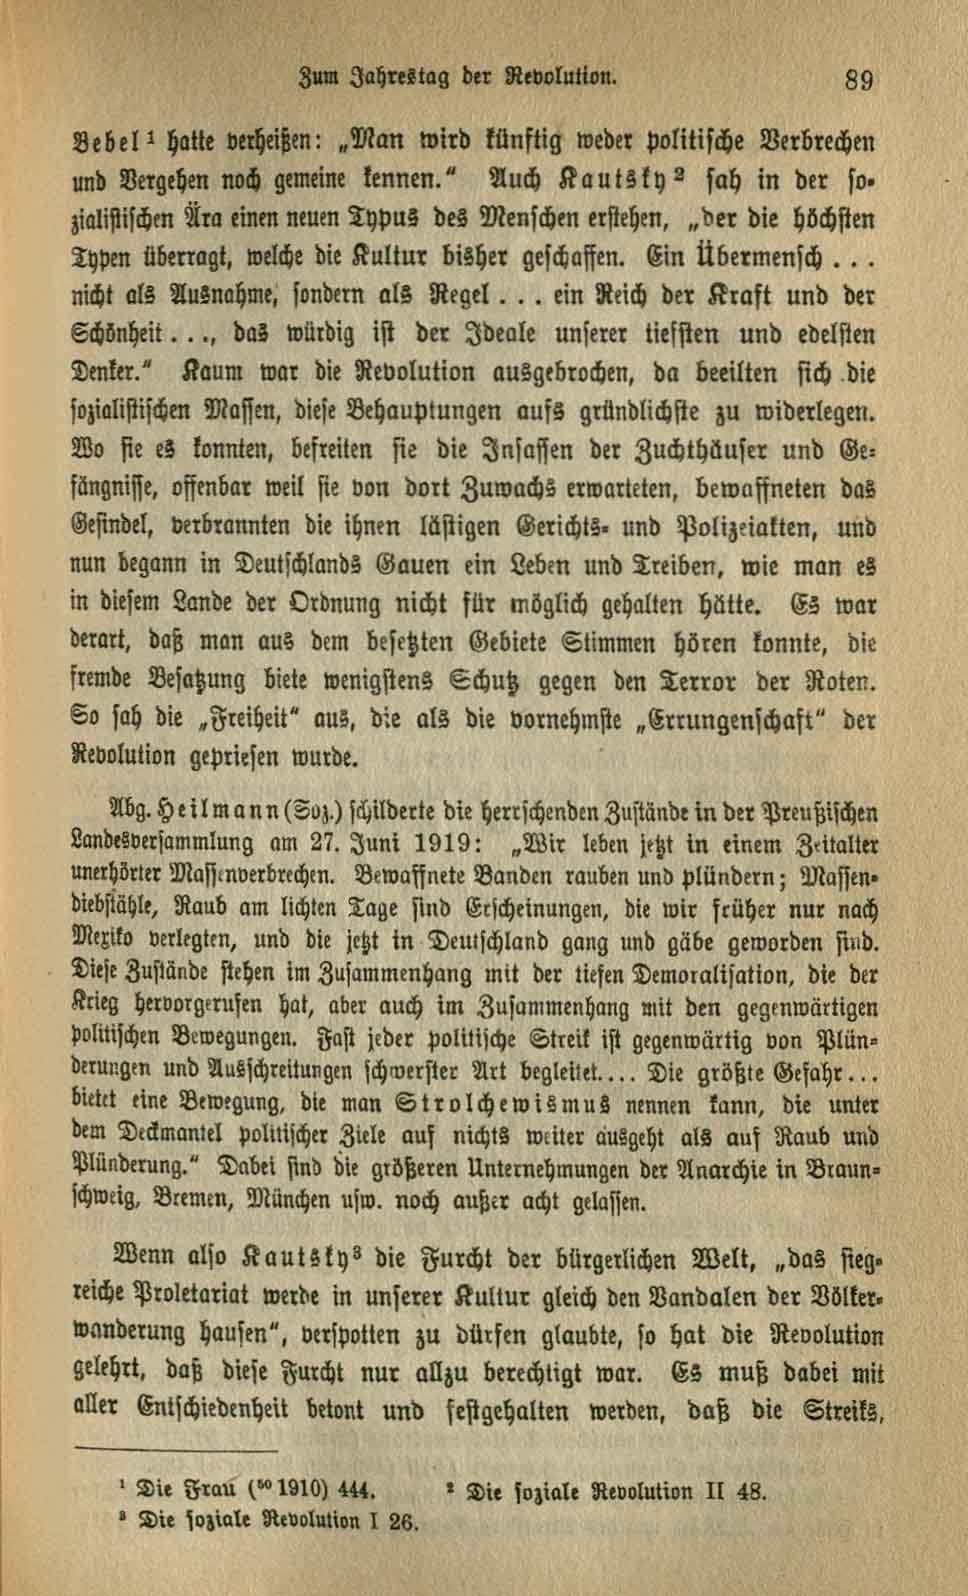 Zum Jahrestag der Revolution. 89
Bebel¹ hatte verheißen: „Man wird künftig weder politische Verbrechen
und Vergehen noch gemeine kennen.“ Auch Kautsky² sah in der so-
zialistischen Ära einen neuen Typus des Menschen erstehen, „der die höchsten
Typen überragt, welche die Kultur bisher geschaffen. Ein Übermensch ...
nicht als Ausnahme, sondern als Regel ... ein Reich der Kraft und der
Schönheit ..., das würdig ist der Ideale unserer tiefsten und edelsten
Denker.“ Kaum war die Revolution ausgebrochen, da beeilten sich die
sozialistischen Massen, diese Behauptungen aufs gründlichste zu widerlegen.
Wo sie es konnten, befreiten sie die Insassen der Zuchthäuser und Ge-
fängnisse, offenbar weil sie von dort Zuwachs erwarteten, bewaffneten das
Gesindel, verbrannten die ihnen lästigen Gerichts- und Polizeiakten, und
nun begann in Deutschlands Gauen ein Leben und Treiben, wie man es
in diesem Lande der Ordnung nicht für möglich gehalten hätte. Es war
derart, daß man aus dem besetzten Gebiete Stimmen hören konnte, die
fremde Besatzung biete wenigstens Schutz gegen den Terror der Roten.
So sah die „Freiheit“ aus, die als die vornehmste „Errungenschaft“ der
Revolution gepriesen wurde.
Abg. Heilmann (Soz.) schilderte die herrschenden Zustände in der Preußischen
Landesversammlung am 27. Juni 1919: „Wir leben jetzt in einem Zeitalter
unerhörter Massenverbrechen. Bewaffnete Banden rauben und plündern; Massen-
diebstähle, Raub am lichten Tage sind Erscheinungen, die wir früher nur nach
Mexiko verlegten, und die jetzt in Deutschland gang und gäbe geworden sind.
Diese Zustände stehen im Zusammenhang mit der tiefen Demoralisation, die der
Krieg hervorgerufen hat, aber auch im Zusammenhang mit den gegenwärtigen
politischen Bewegungen. Fast jeder politische Streik ist gegenwärtig von Plün-
derungen und Ausschreitungen schwerster Art begleitet.... Die größte Gefahr...
bietet eine Bewegung, die man Strolchewismus nennen kann, die unter
dem Deckmantel politischer Ziele auf nichts weiter ausgeht als auf Raub und
Plünderung.“ Dabei sind die größeren Unternehmungen der Anarchie in Braun-
schweig, Bremen, München usw. noch außer acht gelassen.
Wenn also Kautsky³ die Furcht der bürgerlichen Welt, „das sieg-
reiche Proletariat werde in unserer Kultur gleich den Vandalen der Völker-
wanderung hausen“, verspotten zu dürfen glaubte, so hat die Revolution
gelehrt, daß diese Furcht nur allzu berechtigt war. Es muß dabei mit
aller Entschiedenheit betont und festgehalten werden, daß die Streiks,
¹ Die Frau (⁵⁰1910) 444. ² Die soziale Revolution II 48.
³ Die soziale Revolution I 26.